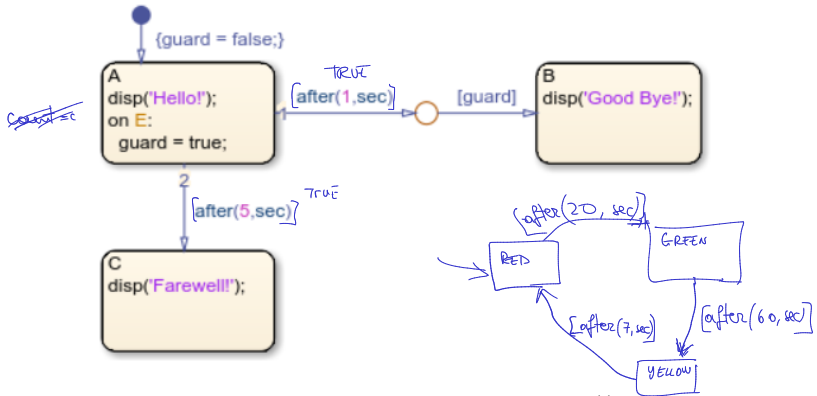 {guard = false;}
A
disp('Hello!');
on E:
guard = true;
TRUE
1
[after(1,sec)]
[guard]
B
disp('Good Bye!');
2
[after(5,sec)]
TRUE
C
disp('Farewell!');
[after(20, sec)]
RED
GREEN
[after(60, sec)]
[after(7, sec)]
YELLOW